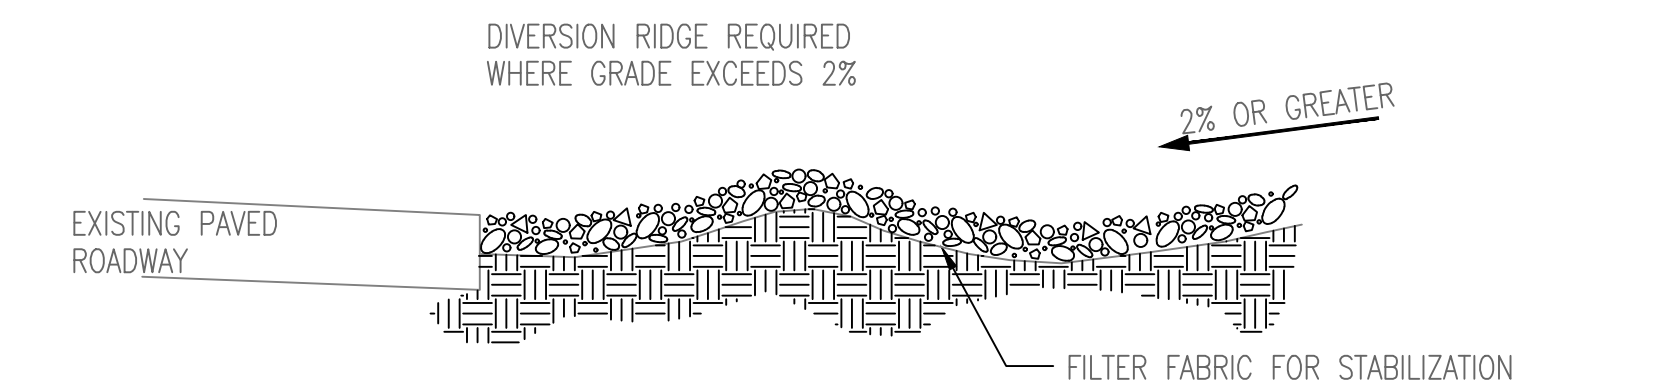 DIVERSION RIDGE REQUIRED
WHERE GRADE EXCEEDS 2%
2% OR GREATER
EXISTING PAVED
ROADWAY
FILTER FABRIC FOR STABILIZATION